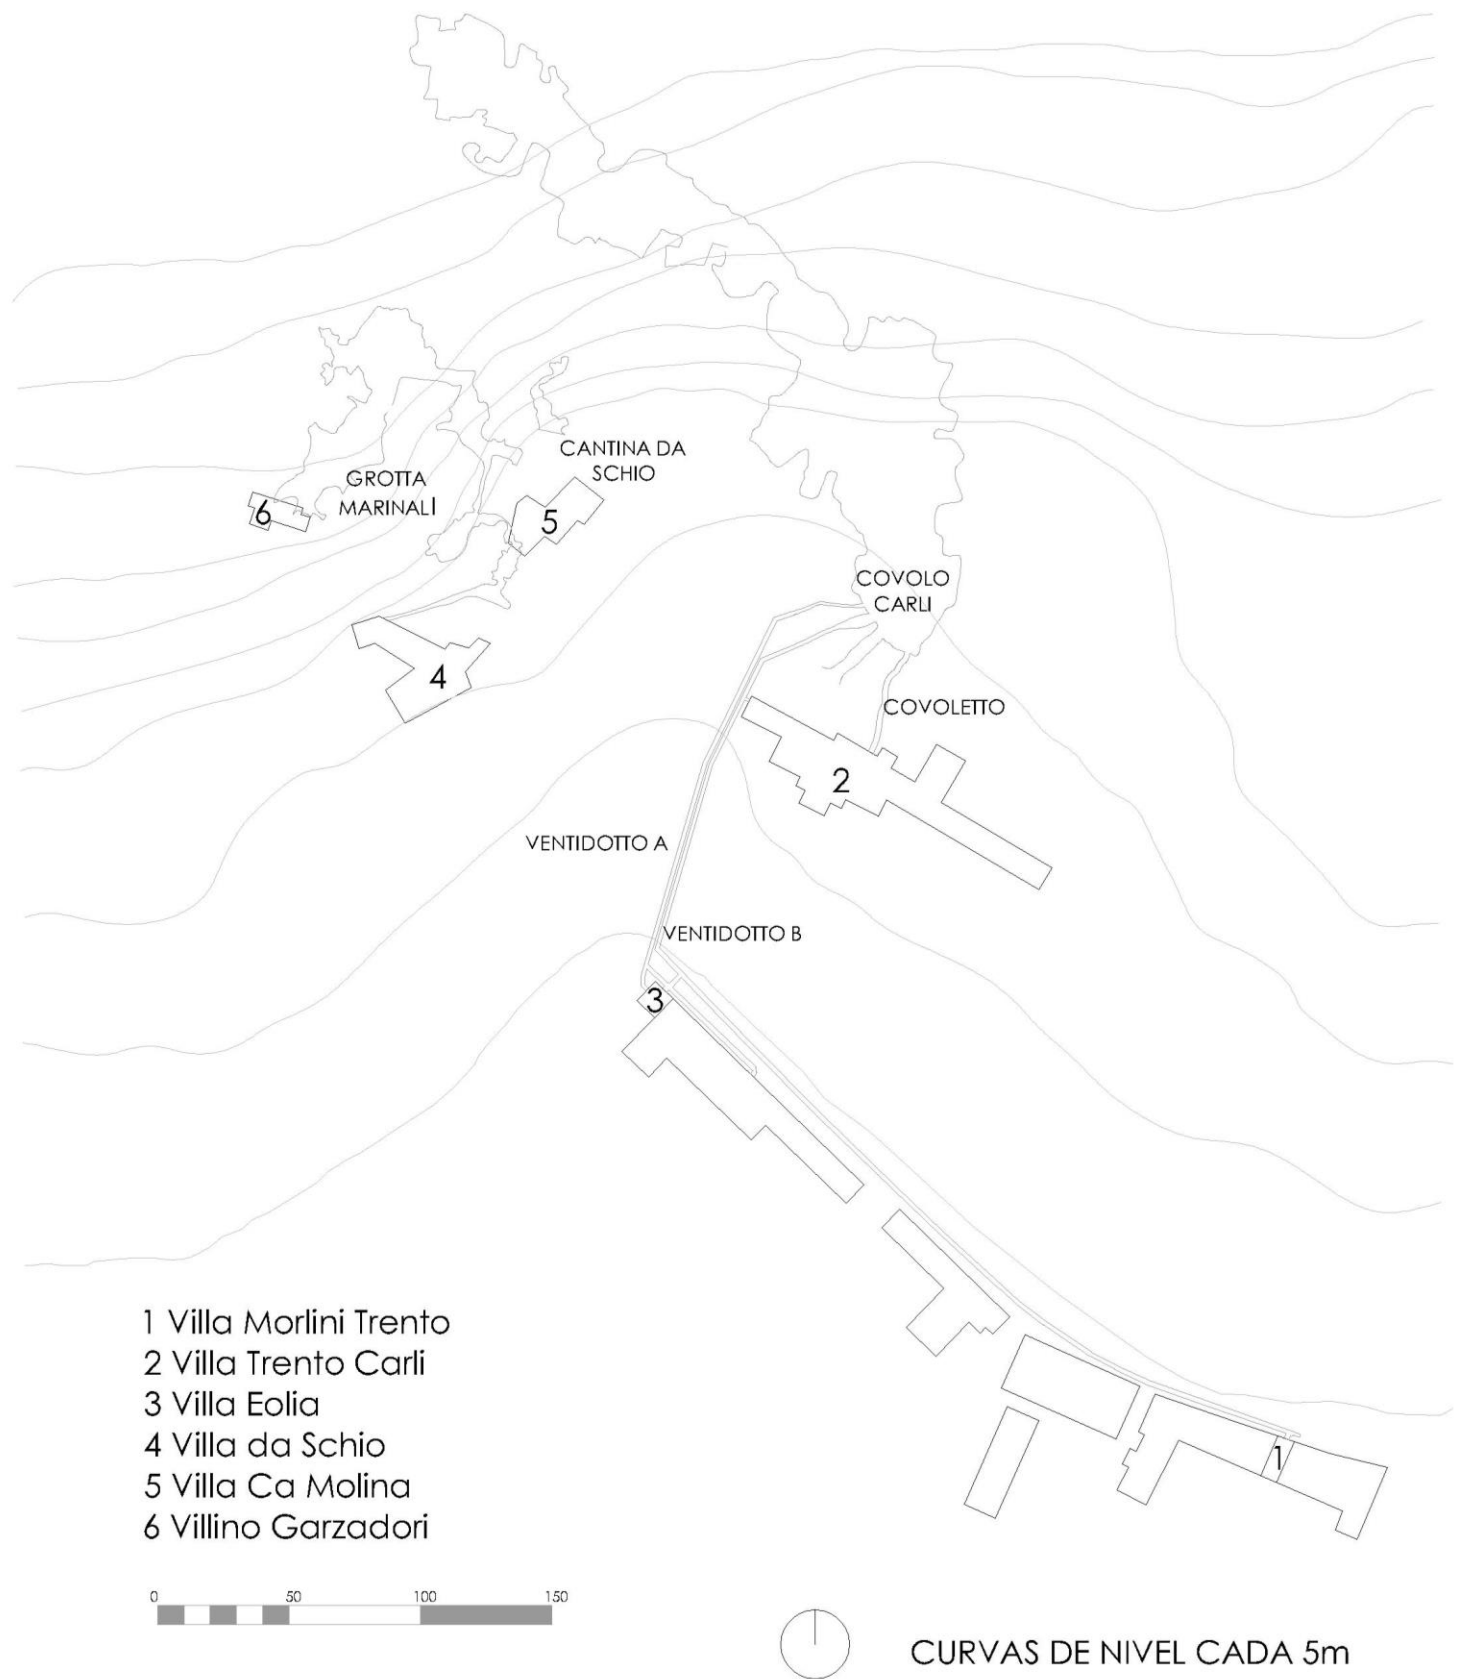 CANTINA DA
SCHIO
GROTTA
MARINALI
6
5
COVOLO
CARLI
4
COVOLETTO
2
VENTIDOTTO A
VENTIDOTTO B
3
1
1 Villa Morlini Trento
2 Villa Trento Carli
3 Villa Eolia
4 Villa da Schio
5 Villa Ca Molina
6 Villino Garzadori
0 50 100 150
CURVAS DE NIVEL CADA 5m